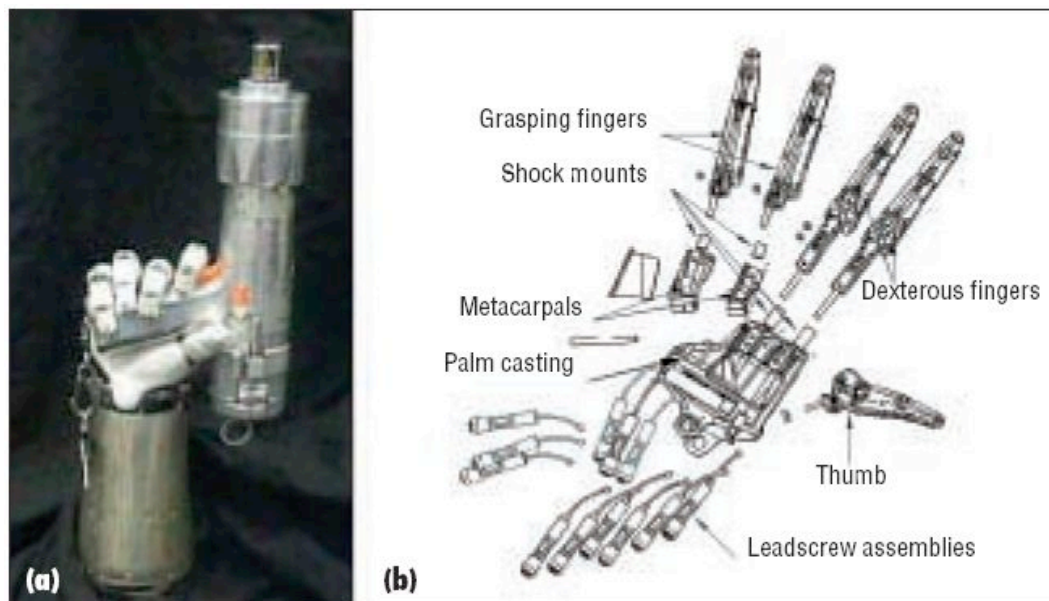 Grasping fingers
Shock mounts
Metacarpals
Dexterous fingers
Palm casting
Thumb
Leadscrew assemblies
(a)
(b)